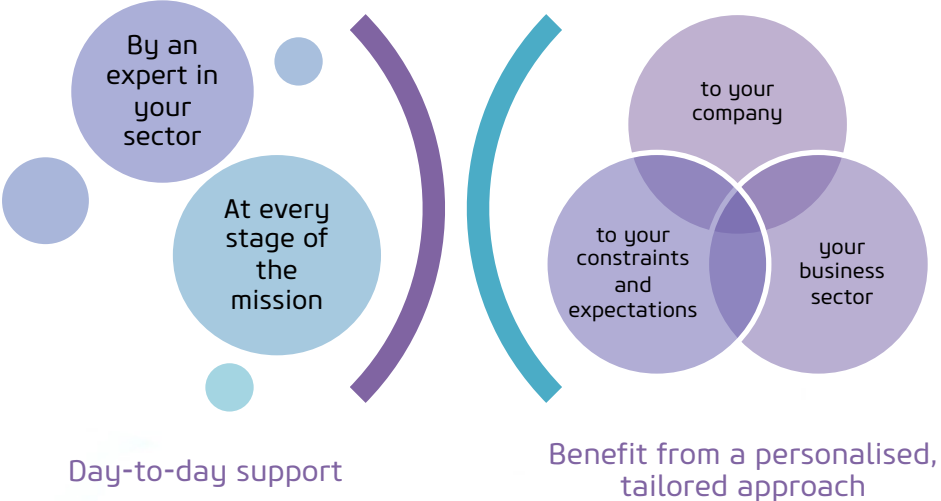 By an
expert in
your
sector
At every
stage of
the
mission
Day-to-day support
to your
company
to your
constraints
and
expectations
your
business
sector
Benefit from a personalised,
tailored approach